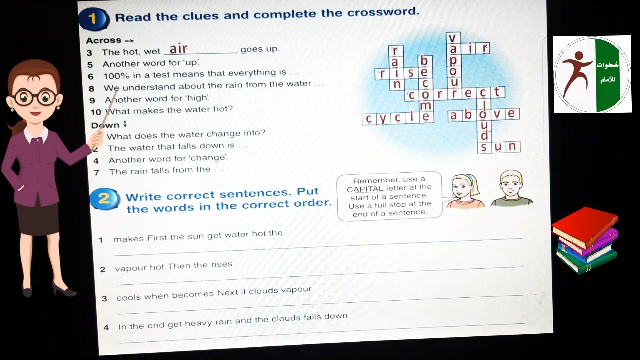 1 Read the clues and complete the crossword.
Across
3 The hot, wet air goes up.
5 Another word for 'up'.
6 100% in a test means that everything is ...
8 We understand about the rain from the water ...
9 Another word for 'high'.
10 What makes the water hot?
Down
What does the water change into?
2 The water that falls down is ...
4 Another word for 'change'.
7 The rain falls from the ...
vapour
rain
air
become
rise
correct
clouds
cycle
above
sun
خطوات
للأمام
2 Write correct sentences. Put
the words in the correct order.
Remember, use a
CAPITAL letter at the
start of a sentence.
Use a full stop at the
end of a sentence.
1 makes First the sun get water hot the
2 vapour hot Then the rises
3 cools when becomes Next it clouds vapour
4 In the end get heavy rain and the clouds falls down